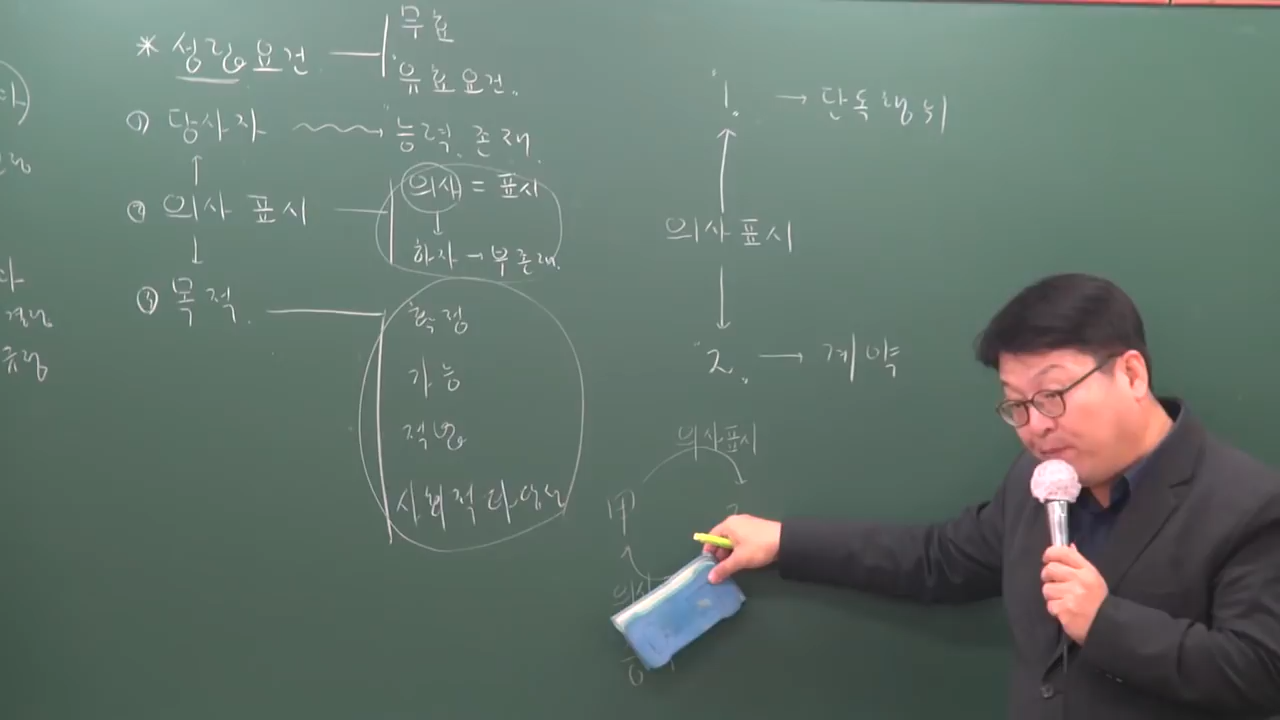 * 성립요건
무효
유효요건.
① 당사자
능력. 존재.
② 의사 표시
의사 = 표시
하자 → 부존재.
③ 목적.
확정
가능
적법
사회적 타당성
1. → 단독행위
의사표시
2. → 계약
의사표시
甲
의사